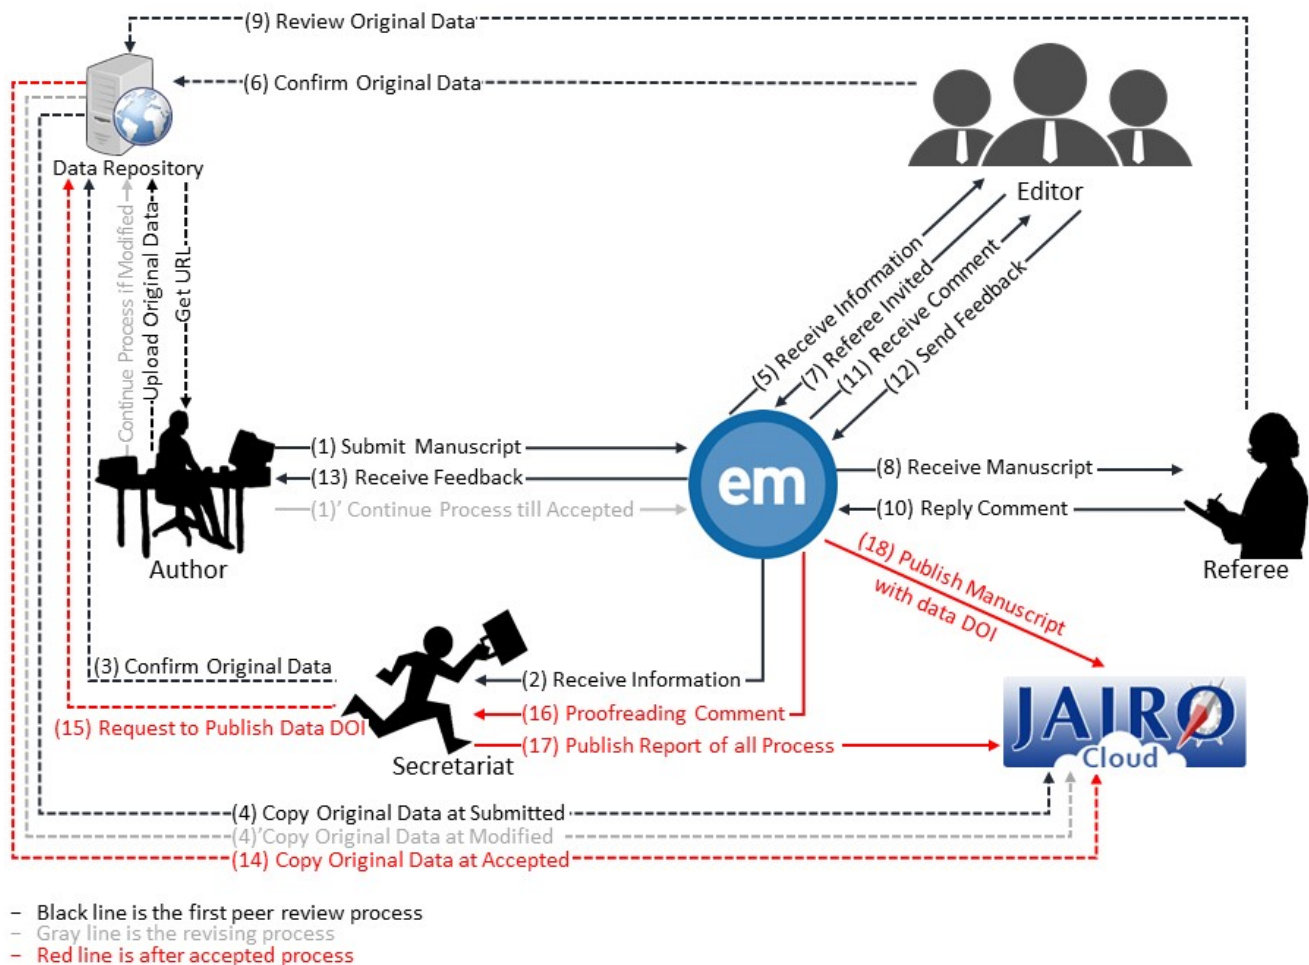 (9) Review Original Data
(6) Confirm Original Data
Data Repository
Editor
Continue Process if Modified
Upload Original Data
Get URL
(5) Receive Information
(7) Referee Invited
(11) Receive Comment
(12) Send Feedback
(1) Submit Manuscript
(13) Receive Feedback
(1)' Continue Process till Accepted
em
(8) Receive Manuscript
(10) Reply Comment
Author
Referee
(18) Publish Manuscript
with data DOI
(3) Confirm Original Data
(2) Receive Information
(15) Request to Publish Data DOI
(16) Proofreading Comment
(17) Publish Report of all Process
Secretariat
JAIRO
Cloud
(4) Copy Original Data at Submitted
(4)'Copy Original Data at Modified
(14) Copy Original Data at Accepted
– Black line is the first peer review process
– Gray line is the revising process
– Red line is after accepted process